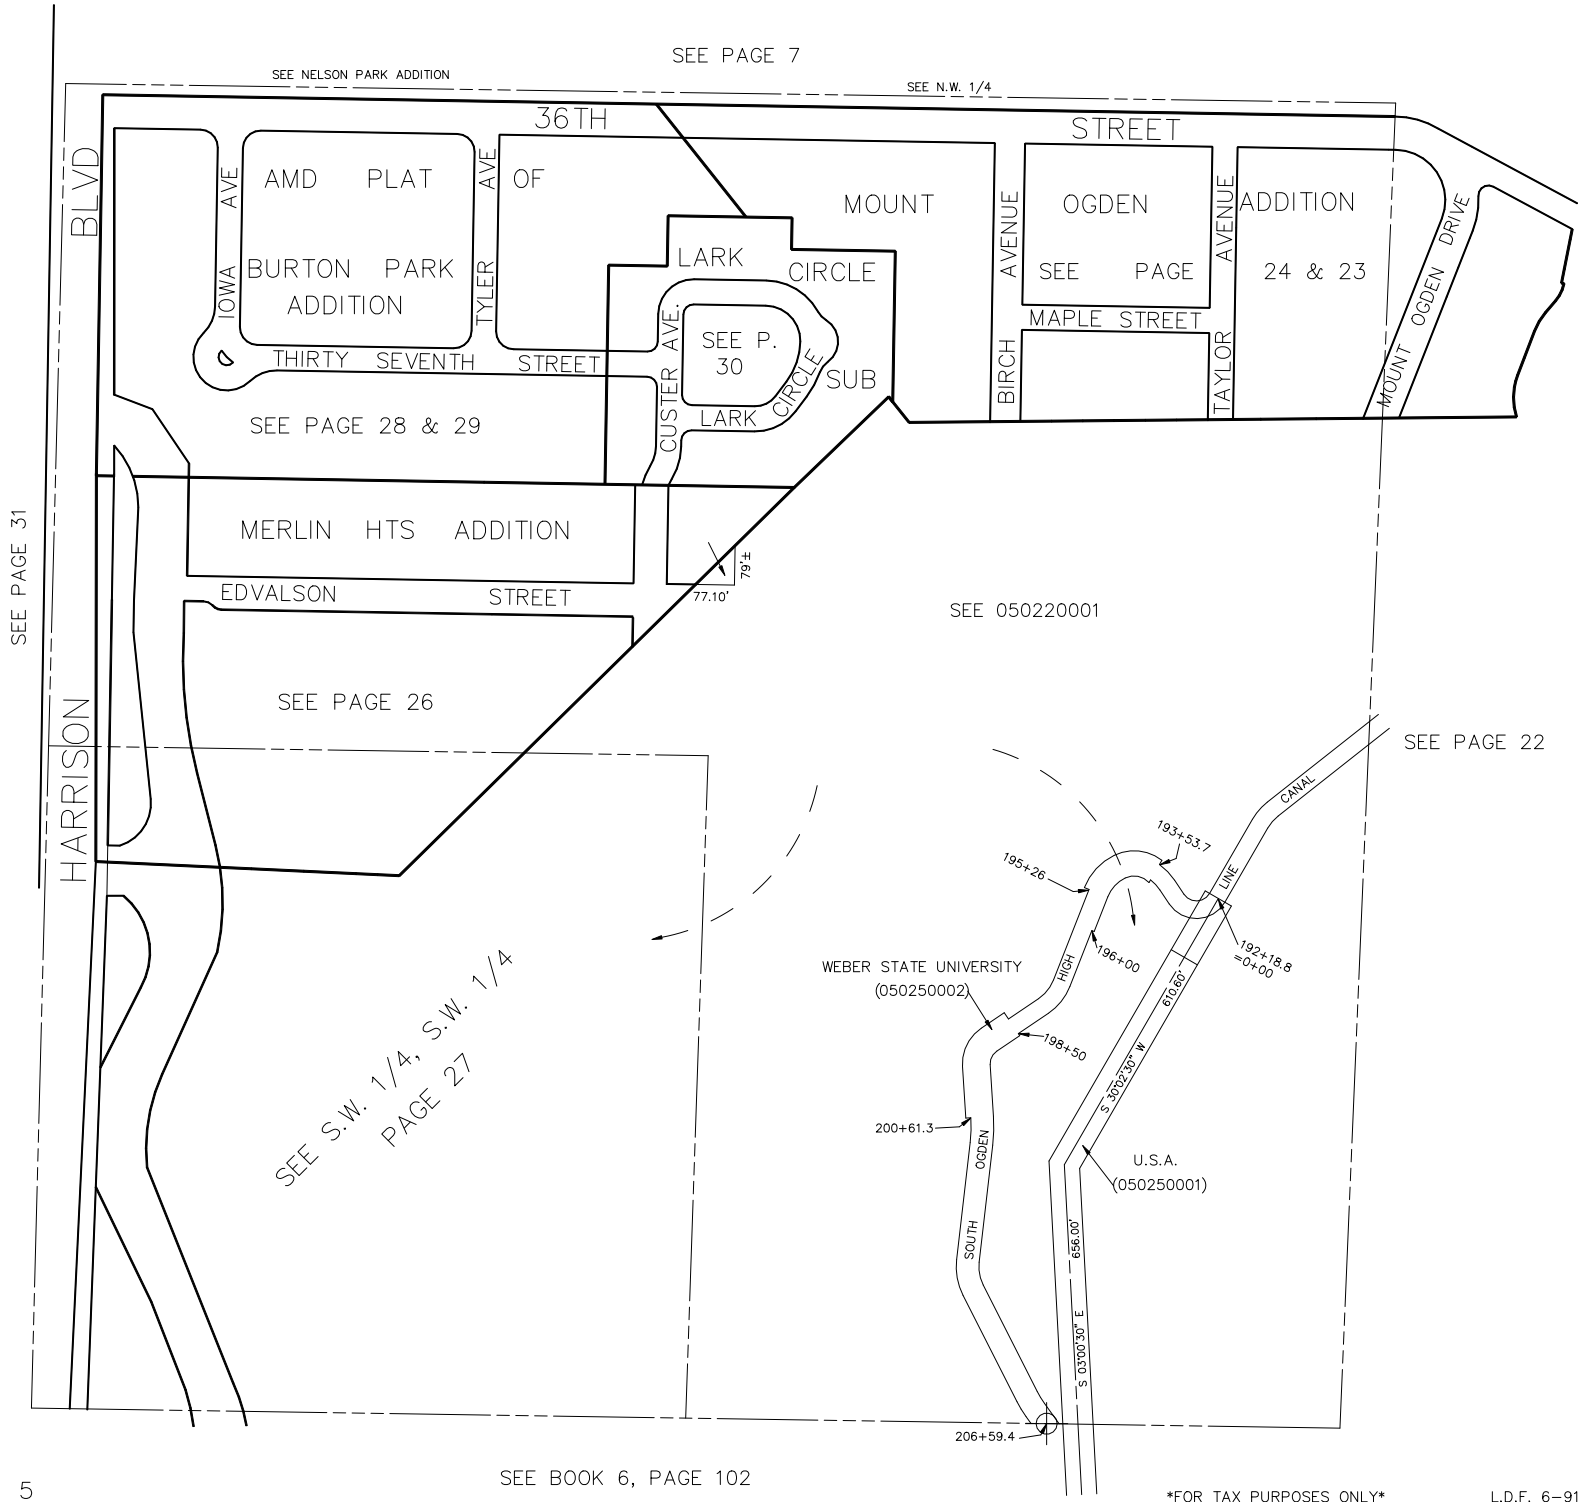 SEE PAGE 7
SEE NELSON PARK ADDITION
SEE N.W. 1/4
36TH STREET
HARRISON BLVD
SEE PAGE 31
IOWA AVE
TYLER AVE
AMD PLAT OF
BURTON PARK
ADDITION
THIRTY SEVENTH STREET
SEE PAGE 28 & 29
LARK CIRCLE
SUB
CUSTER AVE.
SEE P.
30
LARK CIRCLE
MOUNT OGDEN ADDITION
SEE PAGE 24 & 23
BIRCH AVENUE
TAYLOR AVENUE
MAPLE STREET
MOUNT OGDEN DRIVE
MERLIN HTS ADDITION
79'±
77.10'
EDVALSON STREET
SEE 050220001
SEE PAGE 26
SEE PAGE 22
CANAL
LINE
HIGH
OGDEN
SOUTH
193+53.7
195+26
196+00
192+18.8
=0+00
WEBER STATE UNIVERSITY
(050250002)
198+50
200+61.3
610.60'
S 30°02'30" W
U.S.A.
(050250001)
656.00'
S 03°00'30" E
206+59.4
SEE S.W. 1/4, S.W. 1/4
PAGE 27
SEE BOOK 6, PAGE 102
5
*FOR TAX PURPOSES ONLY*
L.D.F. 6-91